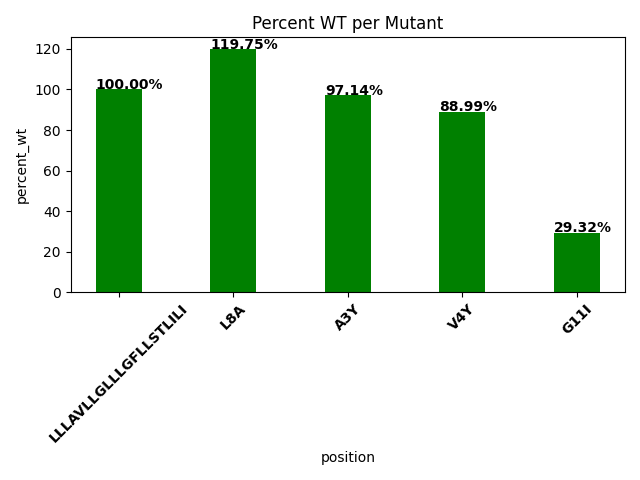 Percent WT per Mutant
percent_wt
120
100
80
60
40
20
0
100.00%
119.75%
97.14%
88.99%
29.32%
LLLAVLLGLLLGFLLSTLILI
L8A
A3Y
V4Y
G11I
position